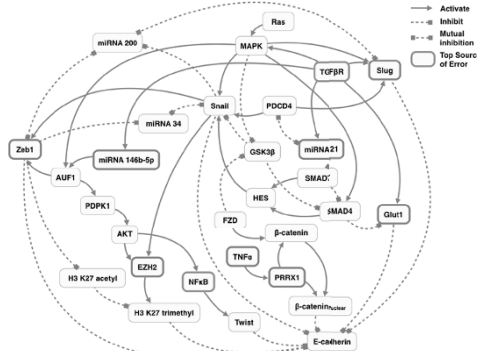 Activate
Inhibit
Mutual
inhibition
Top Sourc
of Error
Ras
miRNA 200
MAPK
TGFβR
Slug
Snail
PDCD4
miRNA 34
Zeb1
GSK3β
miRNA21
miRNA 146b-5p
AUF1
SMAD7
HES
PDPK1
SMAD4
Glut1
FZD
AKT
β-catenin
TNFα
EZH2
H3 K27 acetyl
NFκB
PRRX1
H3 K27 trimethyl
β-catenin
Twist
E-cadherin